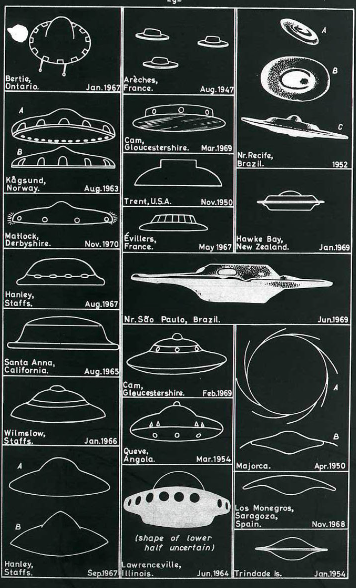 Bertie,
Ontario. Jan.1967
A
B
Kågsund,
Norway. Aug.1963
Matlock,
Derbyshire. Nov.1970
Hanley,
Staffs. Aug.1967
Santa Anna,
California. Aug.1965
Wilmslow,
Staffs. Jan.1966
A
B
Hanley,
Staffs. Sep.1967
Arèches,
France. Aug.1947
Cam,
Gloucestershire. Mar.1969
Trent, U.S.A. Nov.1950
Évillers,
France. May 1967
Nr. São Paulo, Brazil. Jun.1969
Cam,
Gloucestershire. Feb.1969
Queve,
Angola. Mar.1954
(shape of lower
half uncertain)
Lawrenceville,
Illinois. Jun.1964
A
B
C
Nr. Recife,
Brazil. 1952
Hawke Bay,
New Zealand. Jan.1969
A
B
Majorca. Apr.1950
Los Monegros,
Saragoza,
Spain. Nov.1968
Trindade Is. Jan.1954